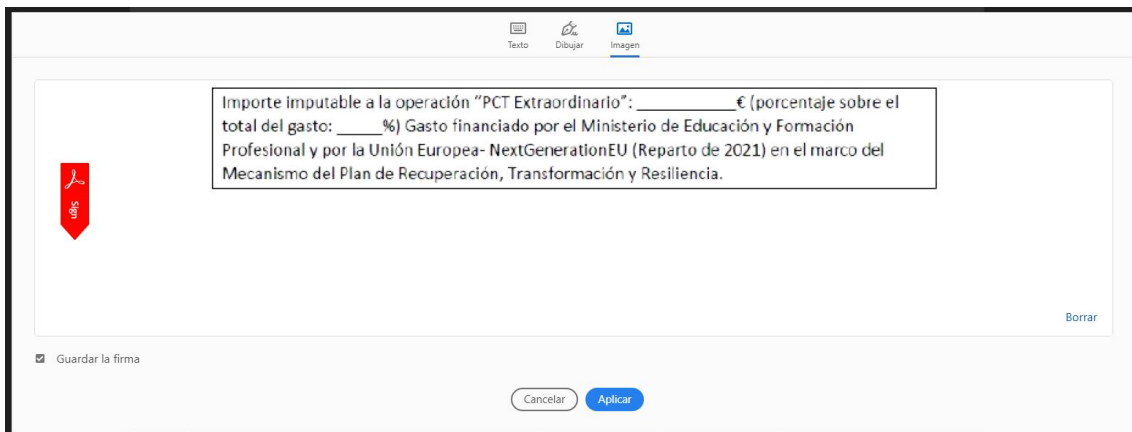 Texto Dibujar Imagen
Importe imputable a la operación "PCT Extraordinario": ___________€ (porcentaje sobre el
total del gasto: _____%) Gasto financiado por el Ministerio de Educación y Formación
Profesional y por la Unión Europea- NextGenerationEU (Reparto de 2021) en el marco del
Mecanismo del Plan de Recuperación, Transformación y Resiliencia.
Sign
Borrar
Guardar la firma
Cancelar Aplicar